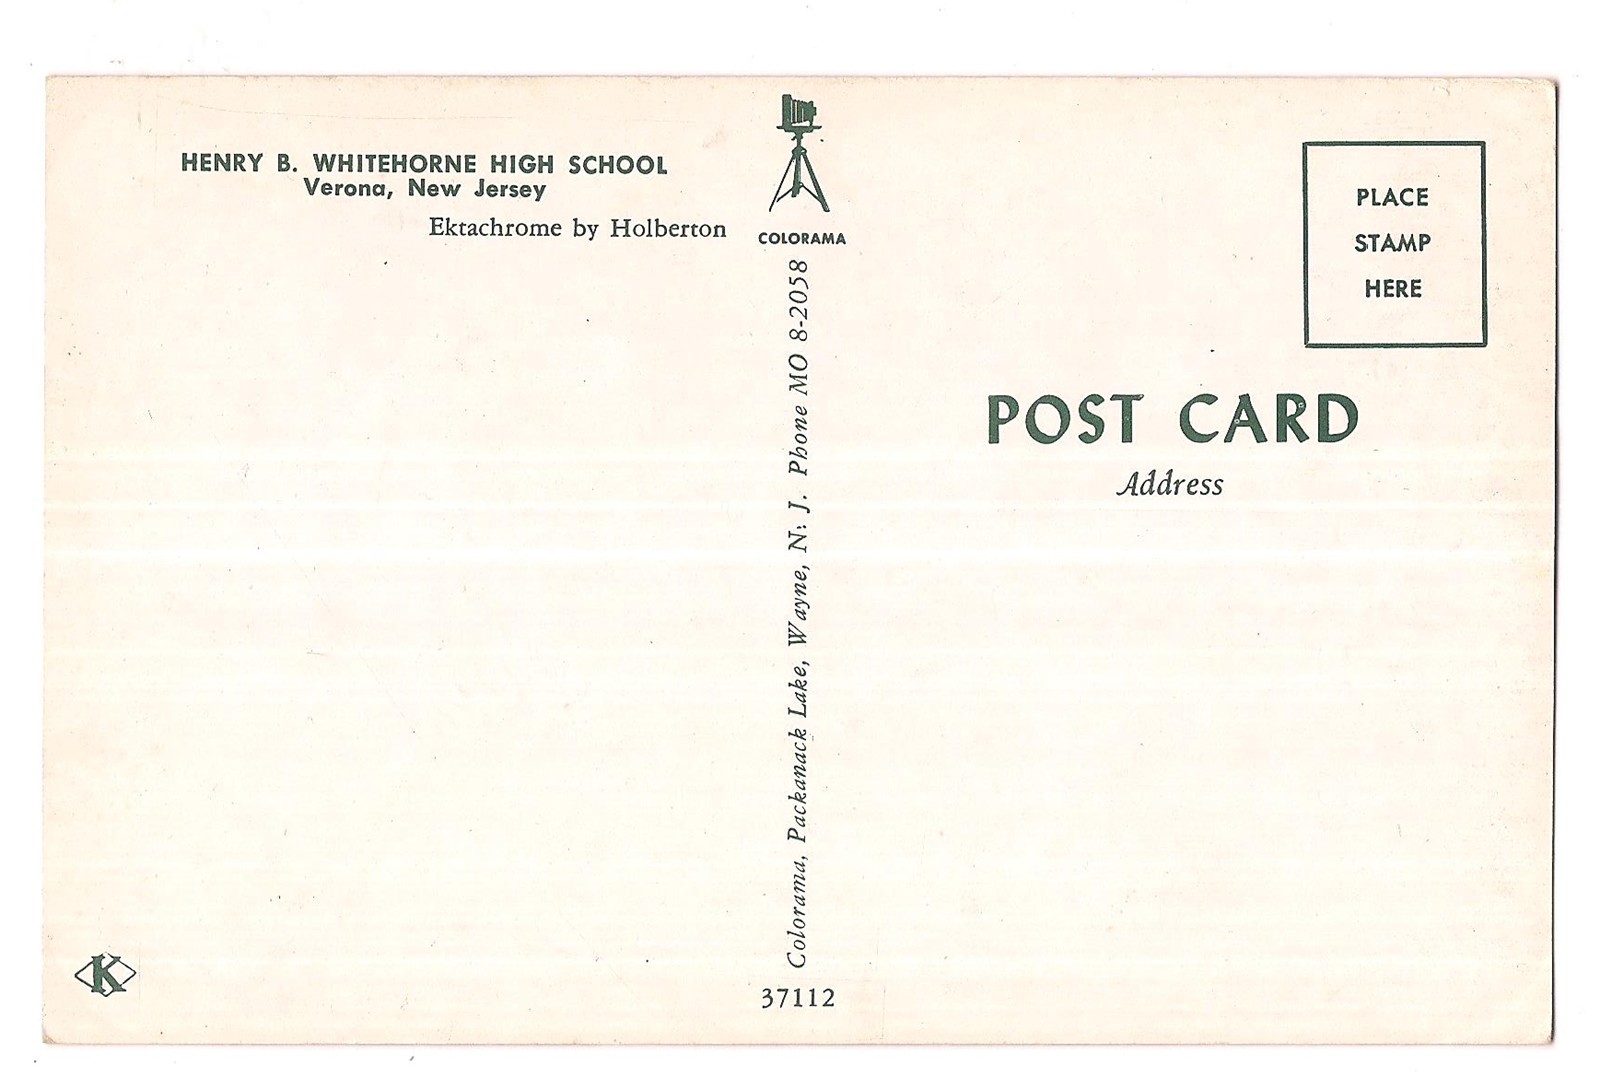 HENRY B. WHITEHORNE HIGH SCHOOL
Verona, New Jersey
Ektachrome by Holberton
COLORAMA
Colorama, Packanack Lake, Wayne, N. J. Phone MO 8-2058
37112
K
PLACE
STAMP
HERE
POST CARD
Address